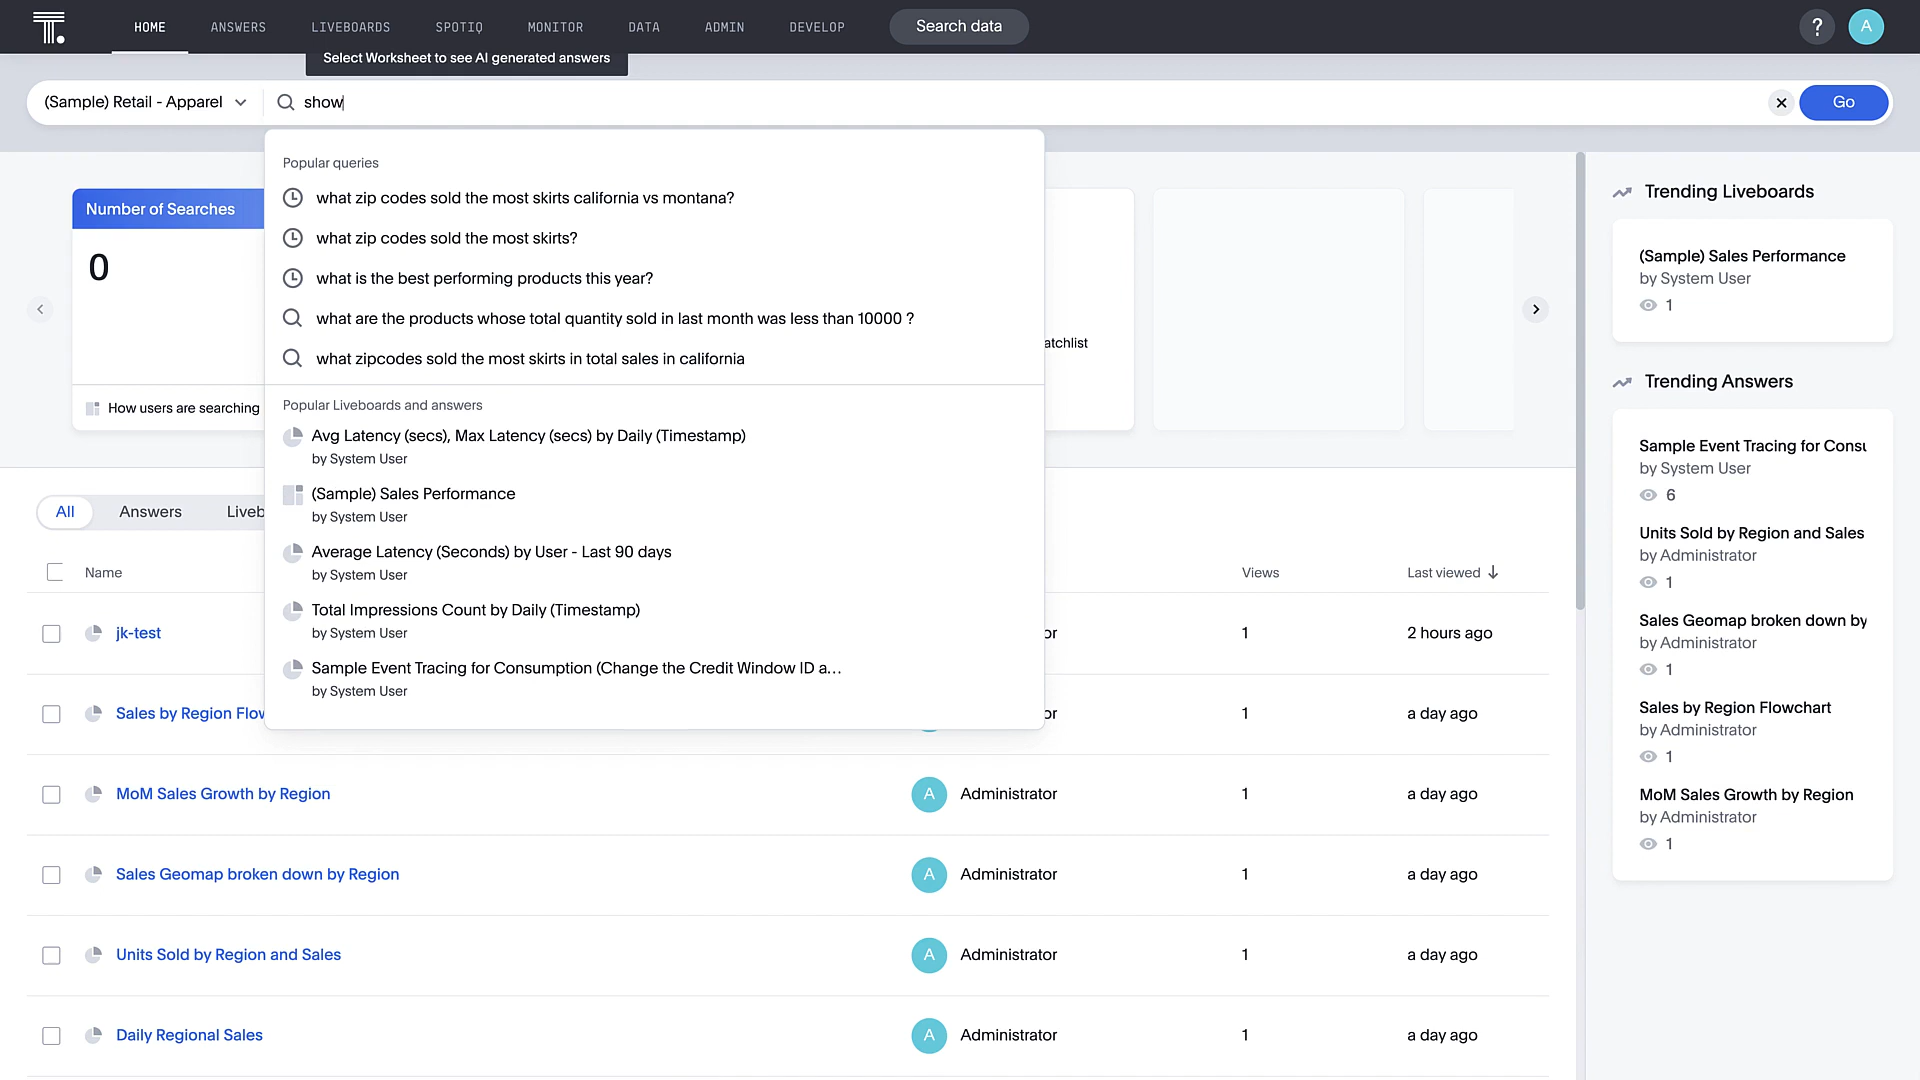 T.
HOME
ANSWERS
LIVEBOARDS
SPOTIQ
MONITOR
DATA
ADMIN
DEVELOP
Search data
?
A
Select Worksheet to see AI generated answers
(Sample) Retail - Apparel
show
Go
Popular queries
what zip codes sold the most skirts california vs montana?
what zip codes sold the most skirts?
what is the best performing products this year?
what are the products whose total quantity sold in last month was less than 10000 ?
what zipcodes sold the most skirts in total sales in california
Popular Liveboards and answers
Avg Latency (secs), Max Latency (secs) by Daily (Timestamp)
by System User
(Sample) Sales Performance
by System User
Average Latency (Seconds) by User - Last 90 days
by System User
Total Impressions Count by Daily (Timestamp)
by System User
Sample Event Tracing for Consumption (Change the Credit Window ID a...
by System User
Number of Searches
0
How users are searching
atchlist
All
Answers
Liveb
Name
Views
Last viewed
jk-test
or
1
2 hours ago
Sales by Region Flow
or
1
a day ago
MoM Sales Growth by Region
A
Administrator
1
a day ago
Sales Geomap broken down by Region
A
Administrator
1
a day ago
Units Sold by Region and Sales
A
Administrator
1
a day ago
Daily Regional Sales
A
Administrator
1
a day ago
Trending Liveboards
(Sample) Sales Performance
by System User
1
Trending Answers
Sample Event Tracing for Consu
by System User
6
Units Sold by Region and Sales
by Administrator
1
Sales Geomap broken down by
by Administrator
1
Sales by Region Flowchart
by Administrator
1
MoM Sales Growth by Region
by Administrator
1